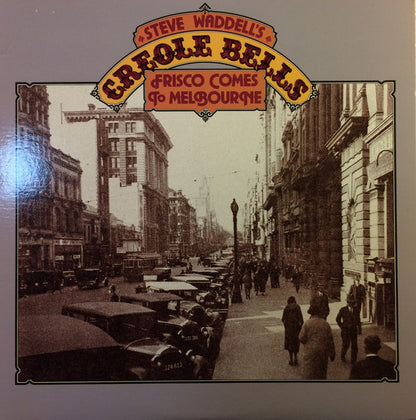 STEVE WADDELL'S
CREOLE BELLS
FRISCO COMES
TO MELBOURNE